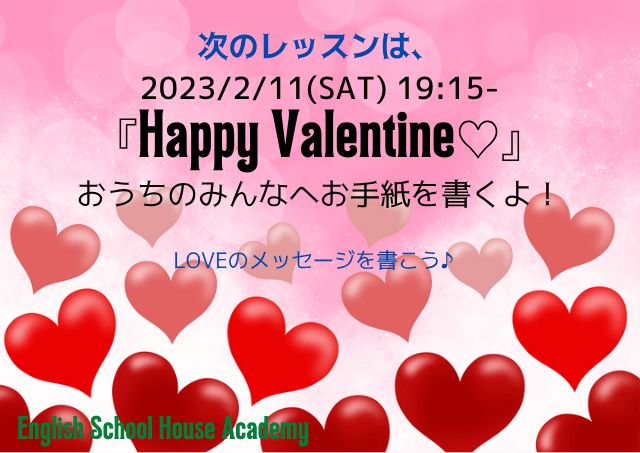 次のレッスンは、
2023/2/11(SAT) 19:15-
『Happy Valentine♡』
おうちのみんなへお手紙を書くよ！
LOVEのメッセージを書こう♪
English School House Academy